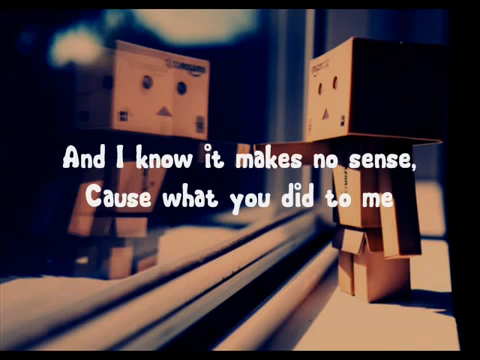 And I know it makes no sense,
Cause what you did to me